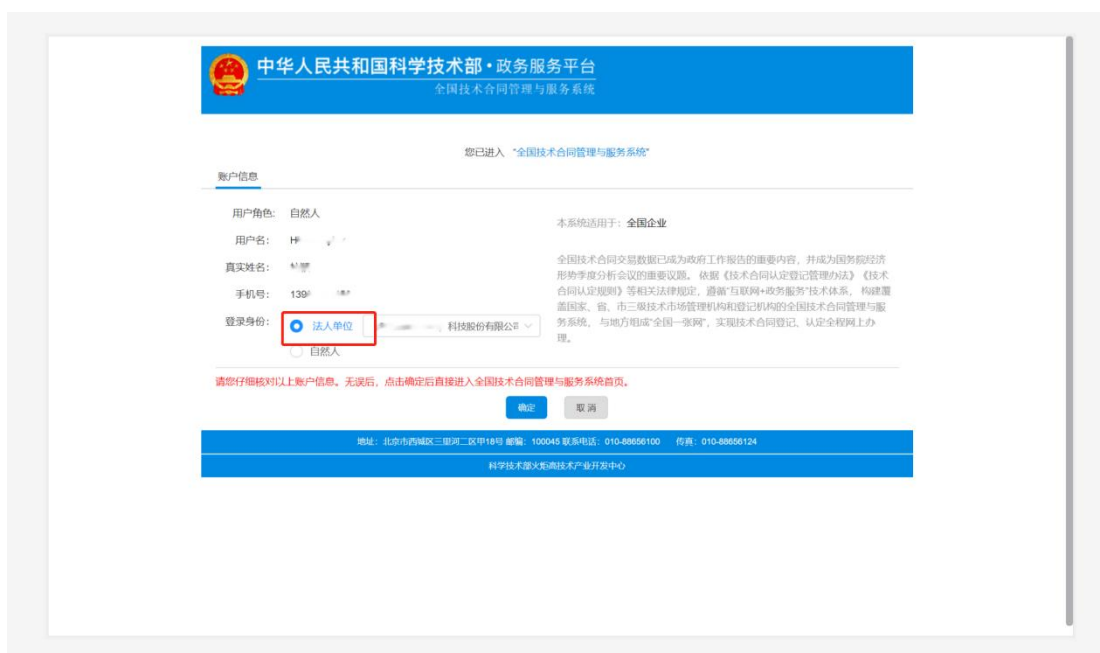 中华人民共和国科学技术部·政务服务平台
全国技术合同管理与服务系统
您已进入 "全国技术合同管理与服务系统"
账户信息
用户角色: 自然人
用户名:
真实姓名:
手机号: 139
登录身份: 法人单位 科技股份有限公司
自然人
本系统适用于: 全国企业
全国技术合同交易数据已成为政府工作报告的重要内容, 并成为国务院经济
形势季度分析会议的重要议题。 依据《技术合同认定登记管理办法》《技术
合同认定规则》等相关法律规定, 遵循"互联网+政务服务"技术体系, 构建覆
盖国家、省、市三级技术市场管理机构和登记机构的全国技术合同管理与服
务系统, 与地方组成"全国一张网", 实现技术合同登记、认定全程网上办
理。
请您仔细核对以上账户信息。无误后, 点击确定后直接进入全国技术合同管理与服务系统首页。
确定 取消
地址: 北京市西城区三里河二区甲18号 邮编: 100045 联系电话: 010-88656100 传真: 010-88656124
科学技术部火炬高技术产业开发中心